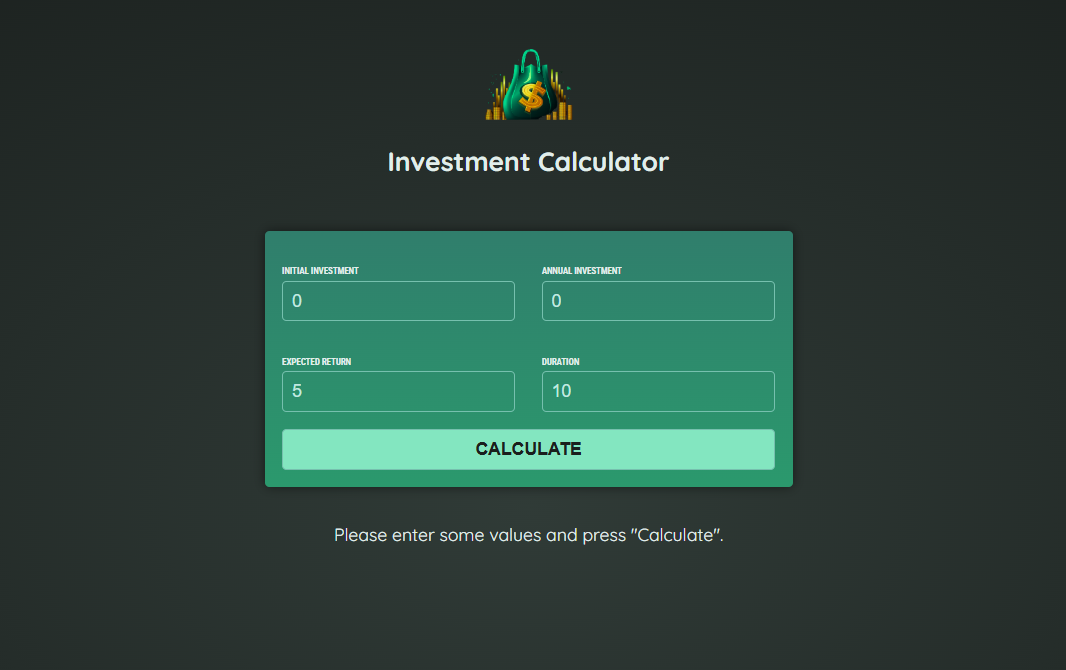 $
Investment Calculator
INITIAL INVESTMENT
ANNUAL INVESTMENT
0
0
EXPECTED RETURN
DURATION
5
10
CALCULATE
Please enter some values and press "Calculate".